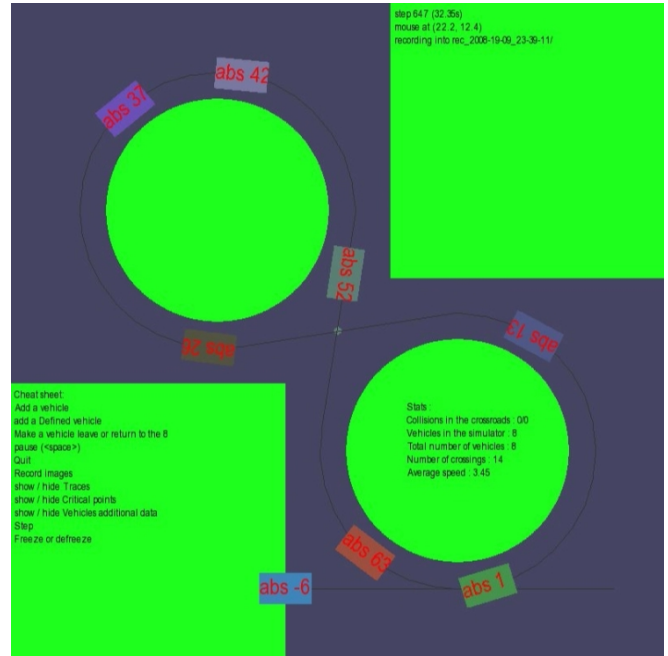 step 647 (32.35s)
mouse at (22.2, 12.4)
recording into rec_2008-19-09_23-39-11/
abs 42
abs 37
abs 52
abs 26
abs 13
Cheat sheet:
Add a vehicle
add a Defined vehicle
Make a vehicle leave or return to the 8
pause (<space>)
Quit
Record images
show / hide Traces
show / hide Critical points
show / hide Vehicles additional data
Step
Freeze or defreeze
Stats :
Collisions in the crossroads : 0/0
Vehicles in the simulator : 8
Total number of vehicles : 8
Number of crossings : 14
Average speed : 3.45
abs 63
abs -6
abs 1